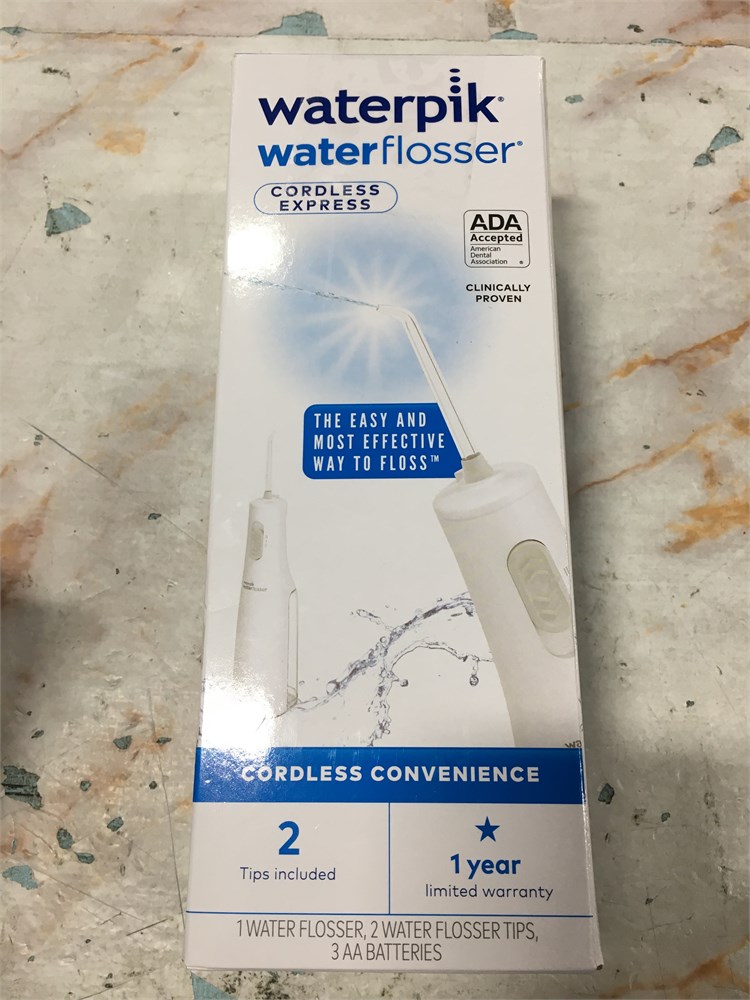 waterpik®
waterflosser®
CORDLESS
EXPRESS
ADA
Accepted
American
Dental
Association ®
CLINICALLY
PROVEN
THE EASY AND
MOST EFFECTIVE
WAY TO FLOSS™
CORDLESS CONVENIENCE
2
Tips included
1 year
limited warranty
1 WATER FLOSSER, 2 WATER FLOSSER TIPS,
3 AA BATTERIES